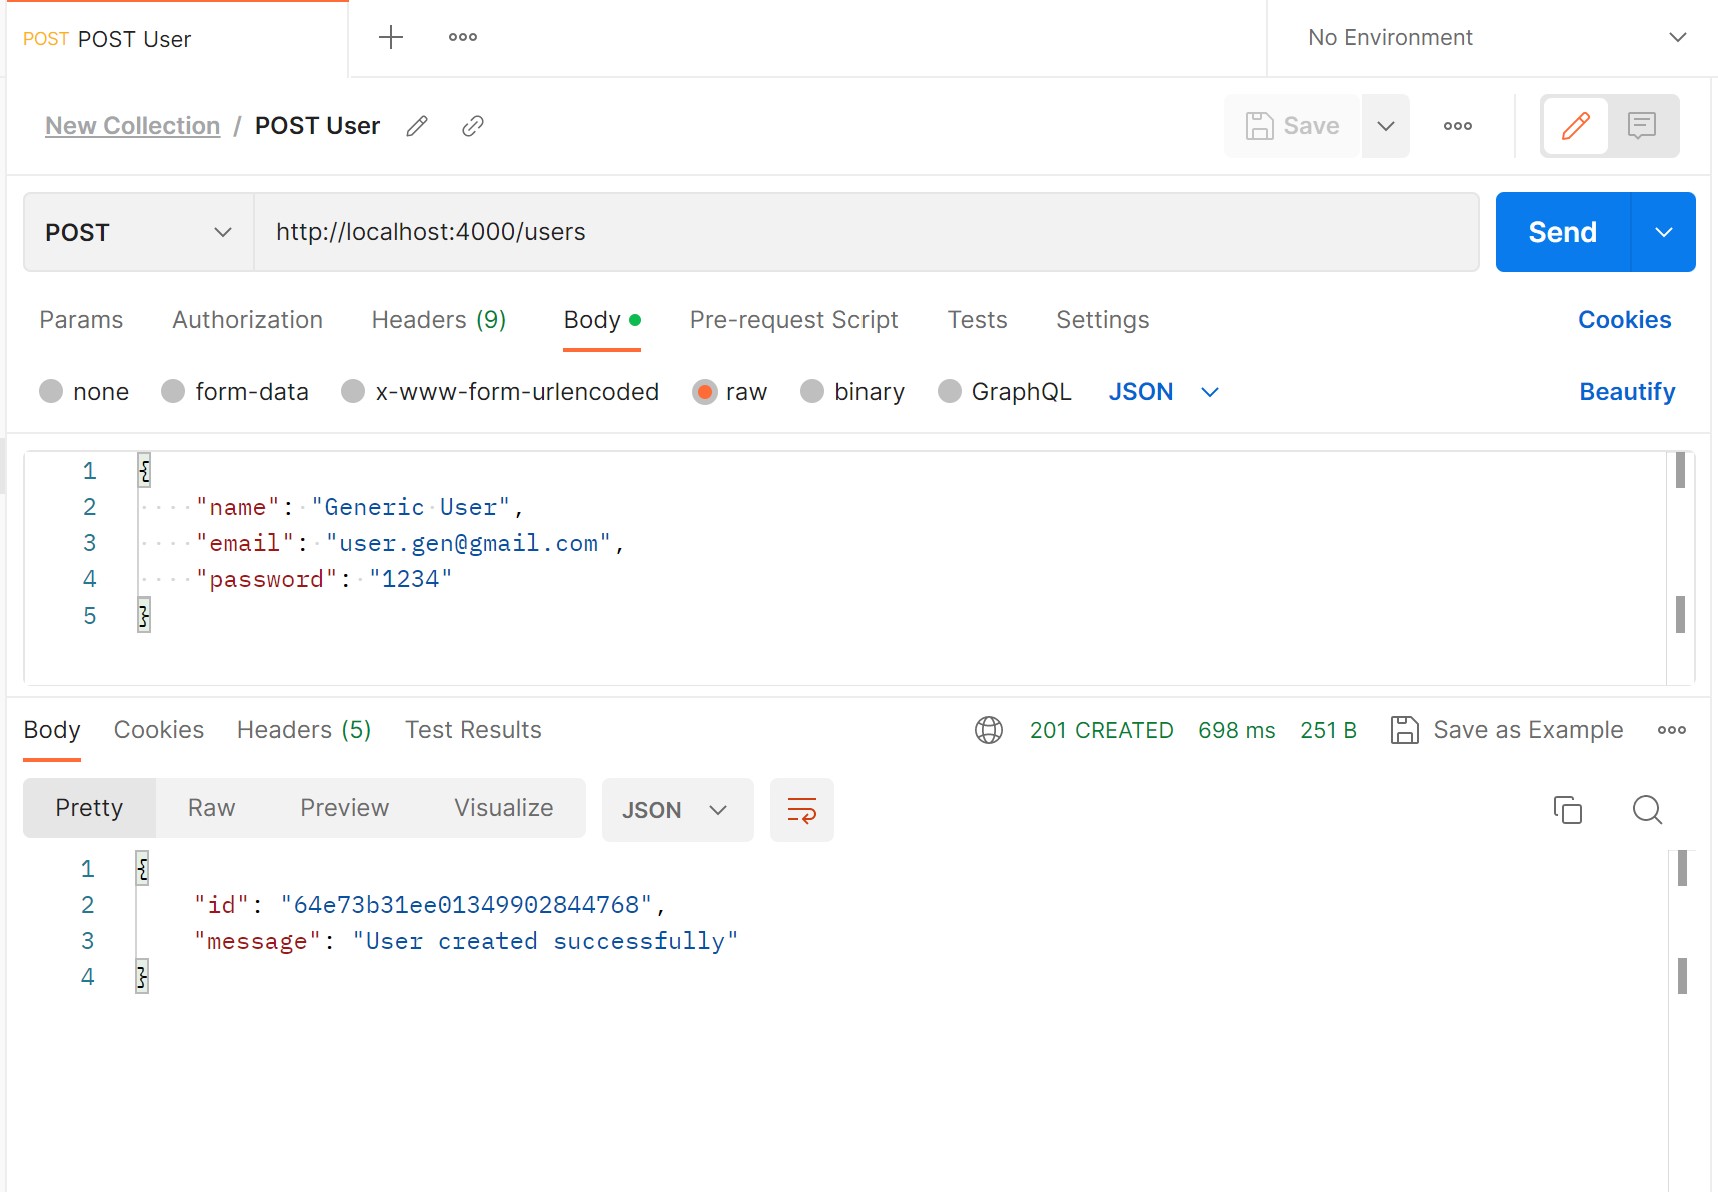 POST POST User
No Environment
New Collection / POST User
Save
POST http://localhost:4000/users Send
Params Authorization Headers (9) Body Pre-request Script Tests Settings Cookies
none form-data x-www-form-urlencoded raw binary GraphQL JSON Beautify
1 {
2 "name": "Generic User",
3 "email": "user.gen@gmail.com",
4 "password": "1234"
5 }
Body Cookies Headers (5) Test Results 201 CREATED 698 ms 251 B Save as Example
Pretty Raw Preview Visualize JSON
1 {
2 "id": "64e73b31ee01349902844768",
3 "message": "User created successfully"
4 }